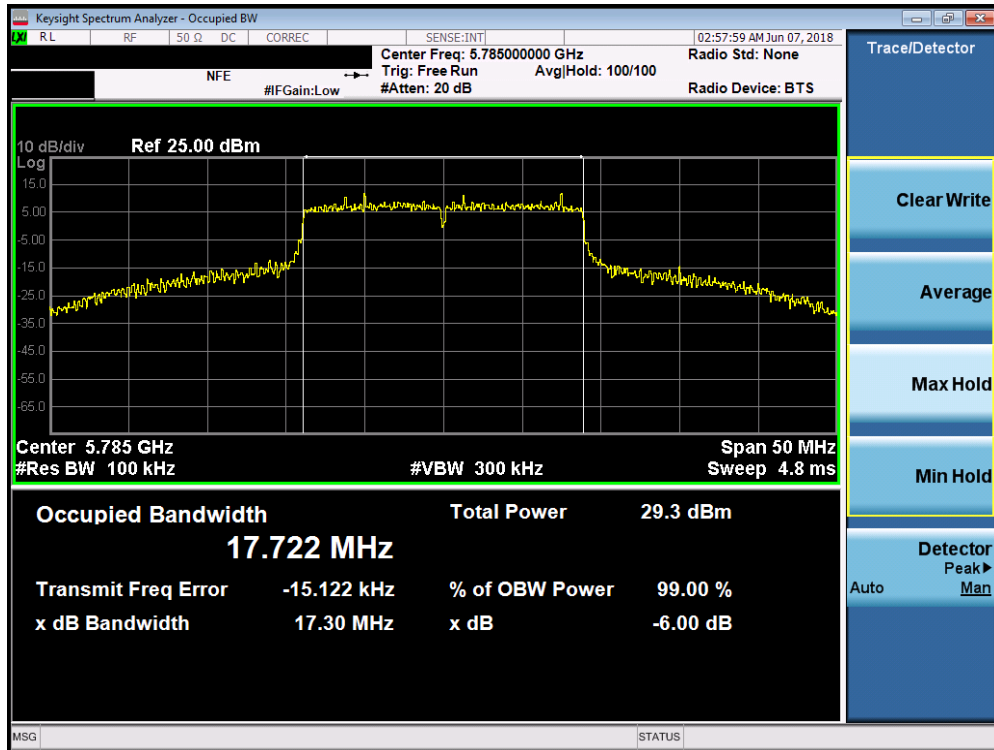 Keysight Spectrum Analyzer - Occupied BW
LXI RL RF 50 Ω DC CORREC SENSE:INT 02:57:59 AM Jun 07, 2018
Center Freq: 5.785000000 GHz Radio Std: None
NFE Trig: Free Run Avg|Hold: 100/100
#IFGain:Low #Atten: 20 dB Radio Device: BTS
10 dB/div Ref 25.00 dBm
Log
15.0
5.00
-5.00
-15.0
-25.0
-35.0
-45.0
-55.0
-65.0
Center 5.785 GHz Span 50 MHz
#Res BW 100 kHz #VBW 300 kHz Sweep 4.8 ms
Occupied Bandwidth Total Power 29.3 dBm
17.722 MHz
Transmit Freq Error -15.122 kHz % of OBW Power 99.00 %
x dB Bandwidth 17.30 MHz x dB -6.00 dB
MSG STATUS
Trace/Detector
Clear Write
Average
Max Hold
Min Hold
Detector
Peak▶
Auto Man